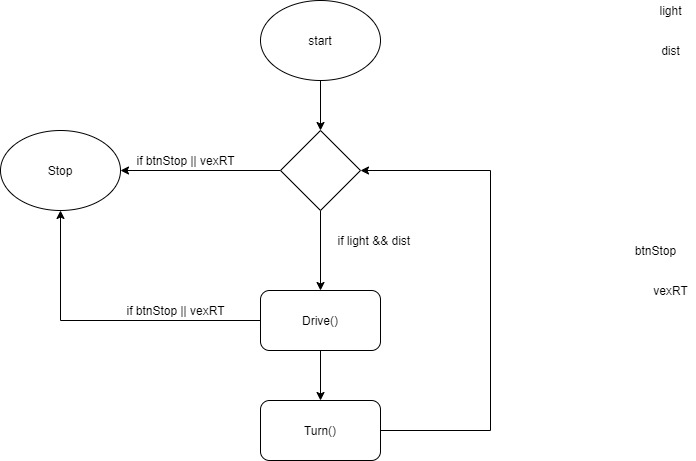 start
light
dist
if btnStop || vexRT
Stop
if light && dist
btnStop
vexRT
if btnStop || vexRT
Drive()
Turn()